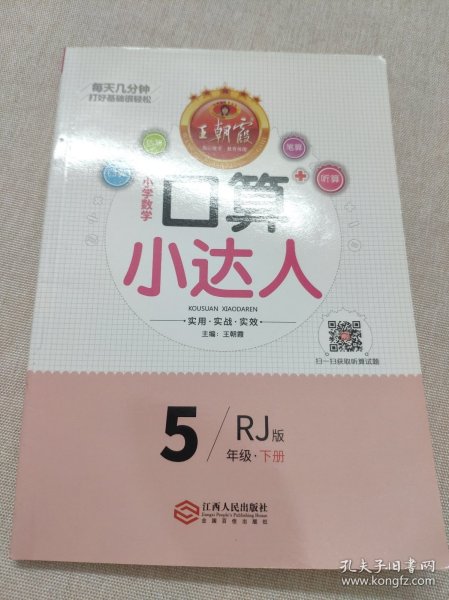 每天几分钟
打好基础很轻松
王朝霞
笔算
听算
小学数学
口算
小达人
KOUSUAN XIAODAREN
实用·实战·实效
主编：王朝霞
扫一扫获取听算试题
5/RJ版
年级·下册
江西人民出版社
Jiangxi People's Publishing House
全国百佳出版社
孔夫子旧书网
www.kongfz.com